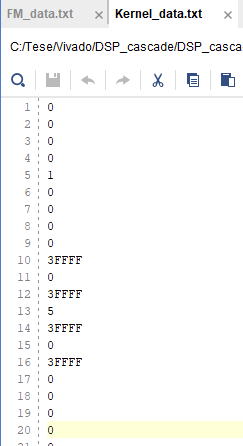 FM_data.txt × Kernel_data.txt ×
C:/Tese/Vivado/DSP_cascade/DSP_casca
1 0
2 0
3 0
4 0
5 1
6 0
7 0
8 0
9 0
10 3FFFF
11 0
12 3FFFF
13 5
14 3FFFF
15 0
16 3FFFF
17 0
18 0
19 0
20 0